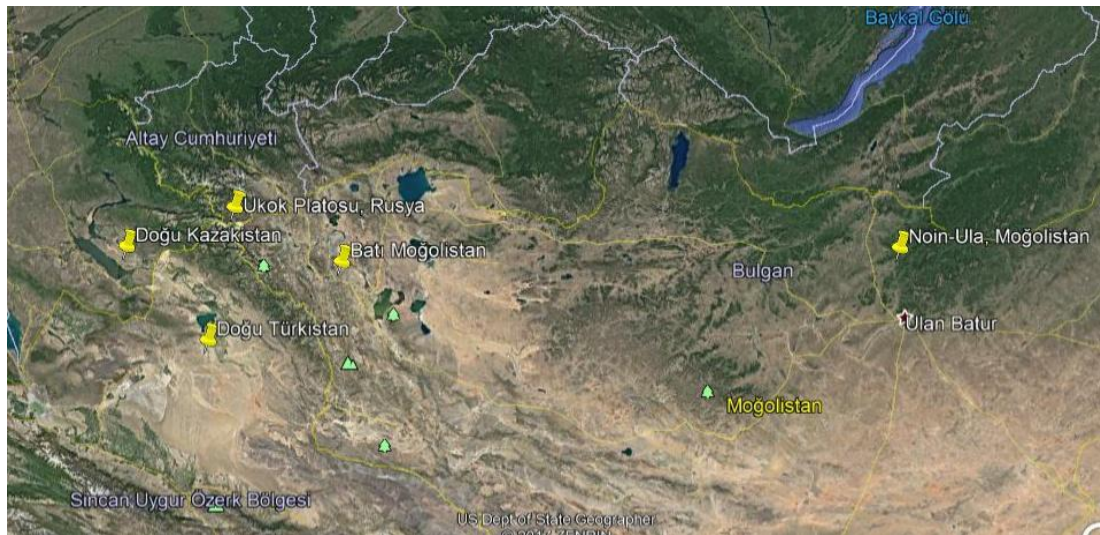 Baykal Gölü
Altay Cumhuriyeti
Ukok Platosu, Rusya
Doğu Kazakistan
Batı Moğolistan
Noin-Ula, Moğolistan
Bulgan
Doğu Türkistan
Ulan Batur
Moğolistan
Sincan Uygur Özerk Bölgesi
US Dept of State Geographer